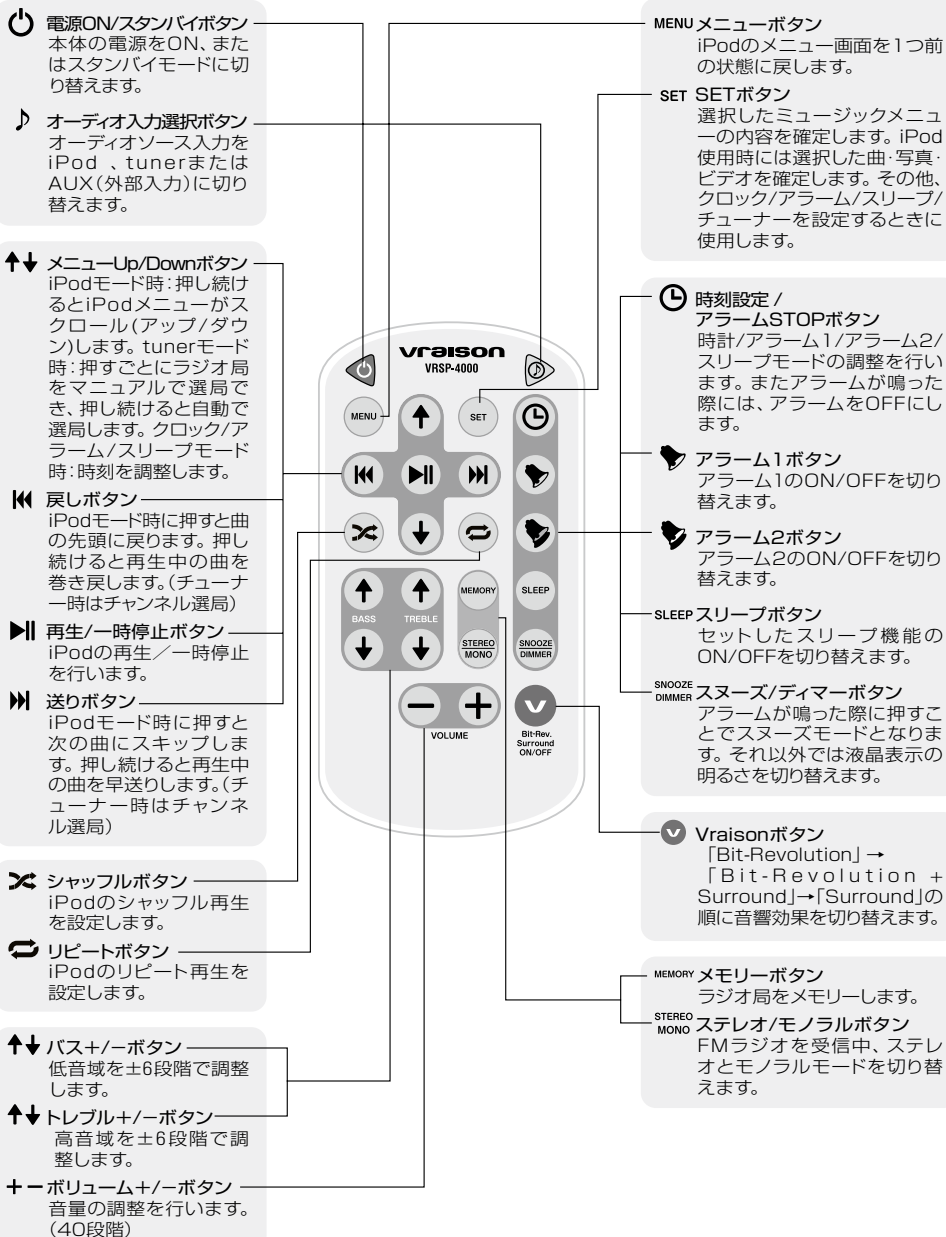 電源ON/スタンバイボタン
本体の電源をON、また
はスタンバイモードに切
り替えます。
オーディオ入力選択ボタン
オーディオソース入力を
iPod 、tunerまたは
AUX(外部入力)に切り
替えます。
メニューUp/Downボタン
iPodモード時:押し続け
るとiPodメニューがス
クロール(アップ/ダウ
ン)します。tunerモード
時:押すごとにラジオ局
をマニュアルで選局で
き、押し続けると自動で
選局します。クロック/ア
ラーム/スリープモード
時:時刻を調整します。
戻しボタン
iPodモード時に押すと曲
の先頭に戻ります。押し
続けると再生中の曲を
巻き戻します。(チューナ
ー時はチャンネル選局)
再生/一時停止ボタン
iPodの再生/一時停止
を行います。
送りボタン
iPodモード時に押すと
次の曲にスキップしま
す。押し続けると再生中
の曲を早送りします。(チ
ューナー時はチャンネ
ル選局)
シャッフルボタン
iPodのシャッフル再生
を設定します。
リピートボタン
iPodのリピート再生を
設定します。
バス+/-ボタン
低音域を±6段階で調整
します。
トレブル+/-ボタン
高音域を±6段階で調
整します。
+-ボリューム+/-ボタン
音量の調整を行います。
(40段階)
vraison
VRSP-4000
MENU
SET
MEMORY
SLEEP
BASS
TREBLE
STEREO
MONO
SNOOZE
DIMMER
VOLUME
Bit-Rev.
Surround
ON/OFF
MENU メニューボタン
iPodのメニュー画面を1つ前
の状態に戻します。
SET SETボタン
選択したミュージックメニュ
ーの内容を確定します。iPod
使用時には選択した曲・写真・
ビデオを確定します。その他、
クロック/アラーム/スリープ/
チューナーを設定するときに
使用します。
時刻設定 /
アラームSTOPボタン
時計/アラーム1/アラーム2/
スリープモードの調整を行い
ます。またアラームが鳴った
際には、アラームをOFFにし
ます。
アラーム1ボタン
アラーム1のON/OFFを切り
替えます。
アラーム2ボタン
アラーム2のON/OFFを切り
替えます。
SLEEP スリープボタン
セットしたスリープ機能の
ON/OFFを切り替えます。
SNOOZE
DIMMER スヌーズ/ディマーボタン
アラームが鳴った際に押すこ
とでスヌーズモードとなりま
す。それ以外では液晶表示の
明るさを切り替えます。
Vraisonボタン
「Bit-Revolution」→
「Bit-Revolution +
Surround」→「Surround」の
順に音響効果を切り替えます。
MEMORY メモリーボタン
ラジオ局をメモリーします。
STEREO
MONO ステレオ/モノラルボタン
FMラジオを受信中、ステレ
オとモノラルモードを切り替
えます。